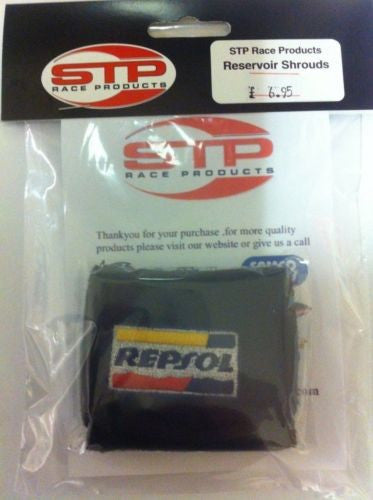 STP
RACE PRODUCTS
STP Race Products
Reservoir Shrouds
£ 6.95
STP
RACE PRODUCTS
Thankyou for your purchase .for more quality
products please visit our website or give us a call
REPSOL